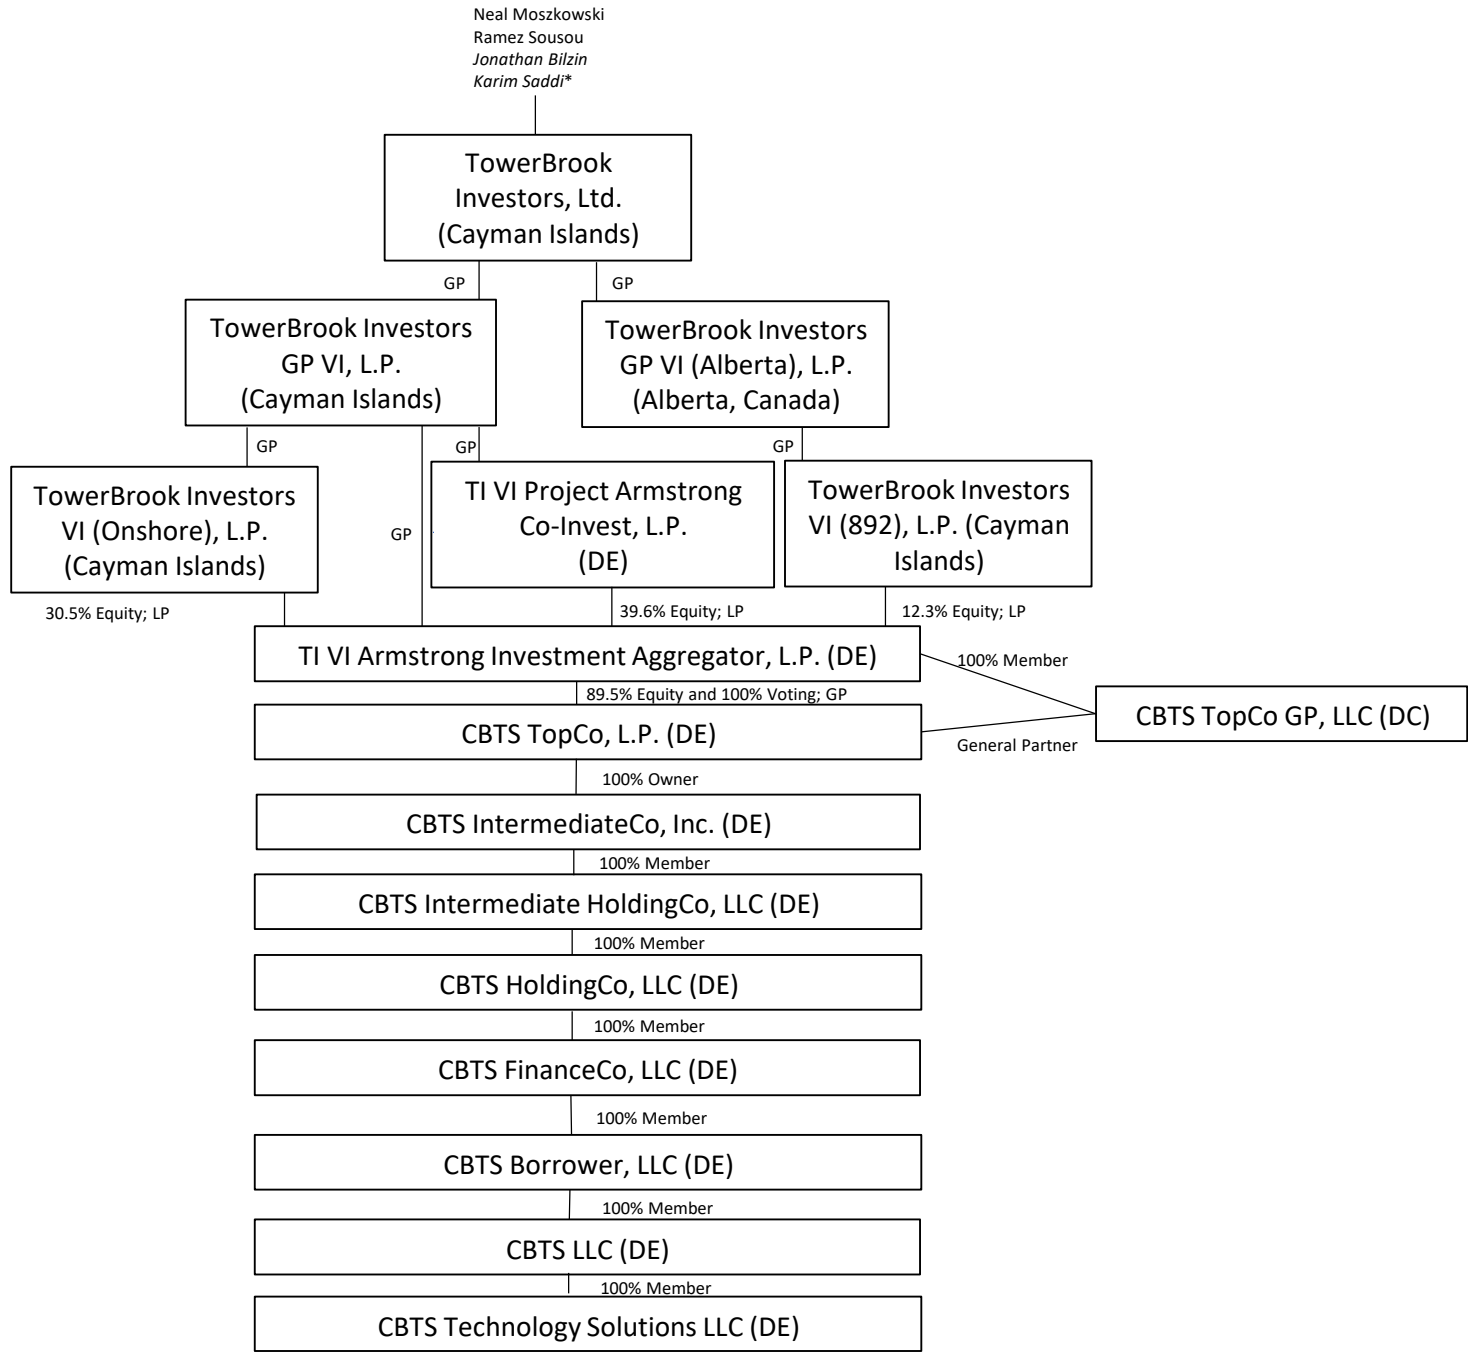 Neal Moszkowski
Ramez Sousou
Jonathan Bilzin
Karim Saddi*
TowerBrook
Investors, Ltd.
(Cayman Islands)
GP
GP
TowerBrook Investors
GP VI, L.P.
(Cayman Islands)
TowerBrook Investors
GP VI (Alberta), L.P.
(Alberta, Canada)
GP
GP
GP
TowerBrook Investors
VI (Onshore), L.P.
(Cayman Islands)
GP
TI VI Project Armstrong
Co-Invest, L.P.
(DE)
TowerBrook Investors
VI (892), L.P. (Cayman
Islands)
30.5% Equity; LP
39.6% Equity; LP
12.3% Equity; LP
TI VI Armstrong Investment Aggregator, L.P. (DE)
100% Member
89.5% Equity and 100% Voting; GP
CBTS TopCo GP, LLC (DC)
CBTS TopCo, L.P. (DE)
General Partner
100% Owner
CBTS IntermediateCo, Inc. (DE)
100% Member
CBTS Intermediate HoldingCo, LLC (DE)
100% Member
CBTS HoldingCo, LLC (DE)
100% Member
CBTS FinanceCo, LLC (DE)
100% Member
CBTS Borrower, LLC (DE)
100% Member
CBTS LLC (DE)
100% Member
CBTS Technology Solutions LLC (DE)